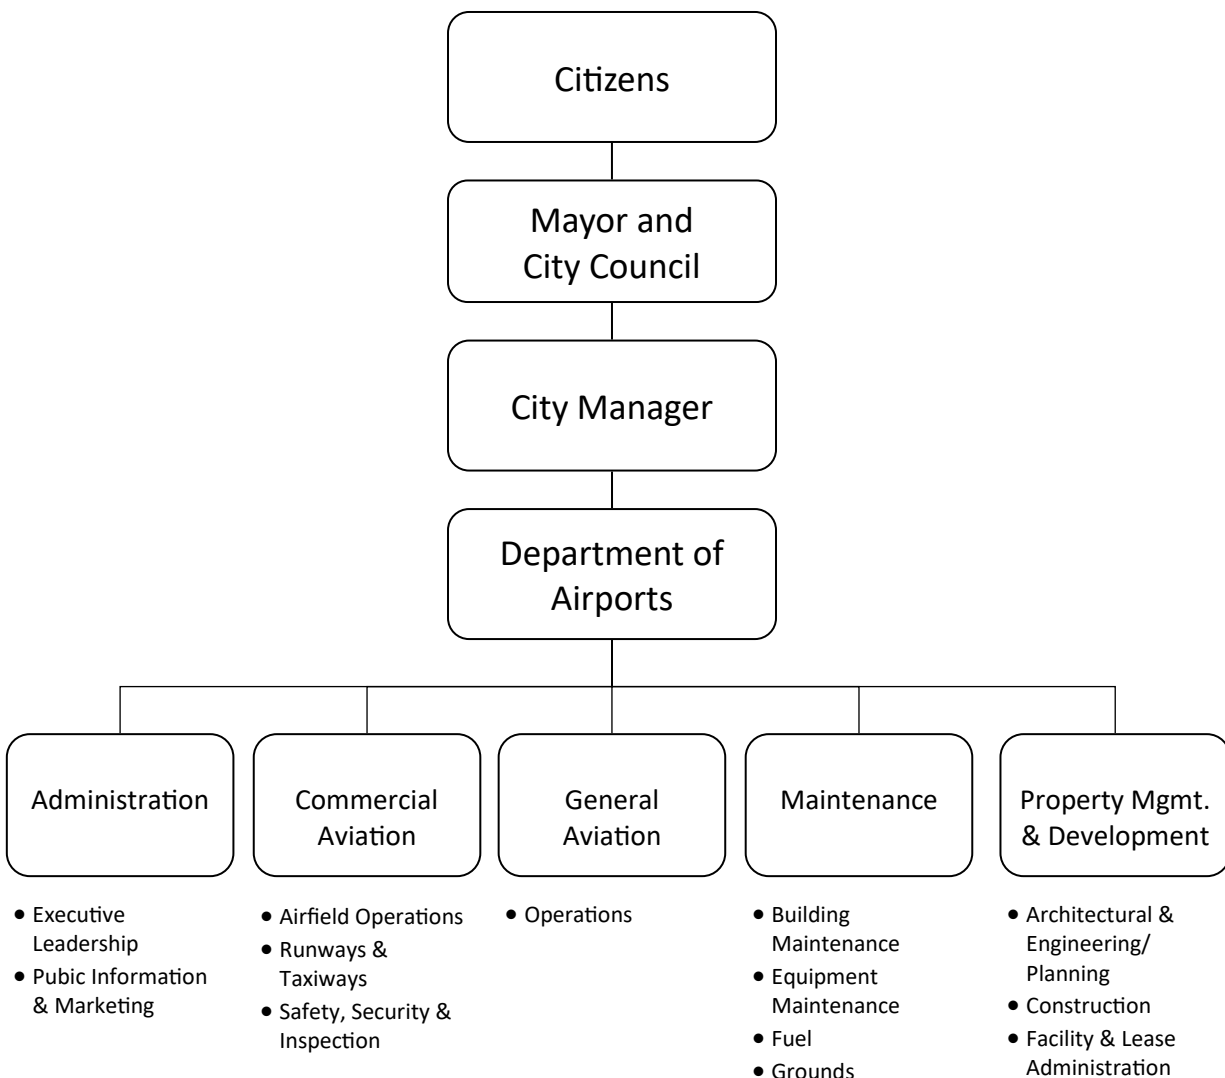 Citizens
Mayor and
City Council
City Manager
Department of
Airports
Administration
Commercial
Aviation
General
Aviation
Maintenance
Property Mgmt.
& Development
• Executive
Leadership
• Pubic Information
& Marketing
• Airfield Operations
• Runways &
Taxiways
• Safety, Security &
Inspection
• Operations
• Building
Maintenance
• Equipment
Maintenance
• Fuel
• Grounds
• Architectural &
Engineering/
Planning
• Construction
• Facility & Lease
Administration